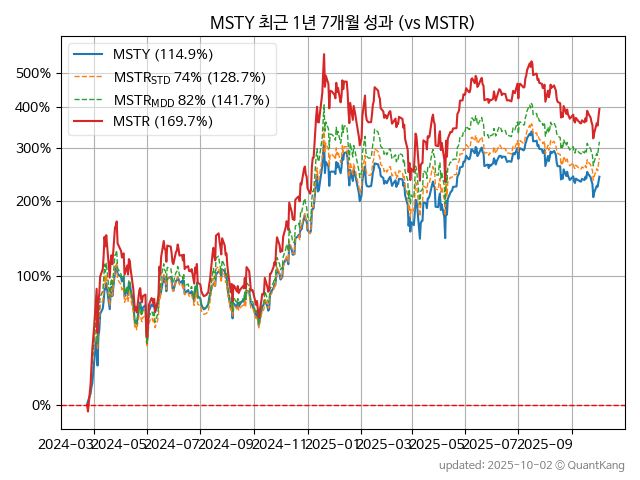 MSTY 최근 1년 7개월 성과 (vs MSTR)
MSTY (114.9%)
MSTR_STD 74% (128.7%)
MSTR_MDD 82% (141.7%)
MSTR (169.7%)
500%
400%
300%
200%
100%
0%
2024-03 2024-05 2024-07 2024-09 2024-11 2025-01 2025-03 2025-05 2025-07 2025-09
updated: 2025-10-02 © QuantKang